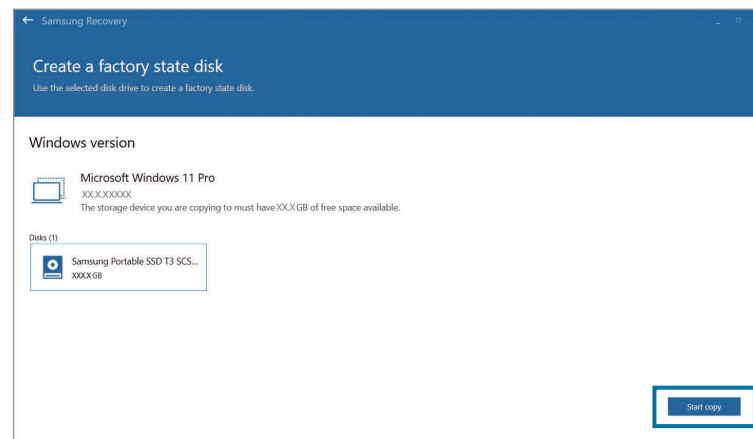 Samsung Recovery
Create a factory state disk
Use the selected disk drive to create a factory state disk.
Windows version
Microsoft Windows 11 Pro
XX.X.XXXXX
The storage device you are copying to must have XX.X GB of free space available.
Disks (1)
Samsung Portable SSD T3 SCS...
XXX.X GB
Start copy